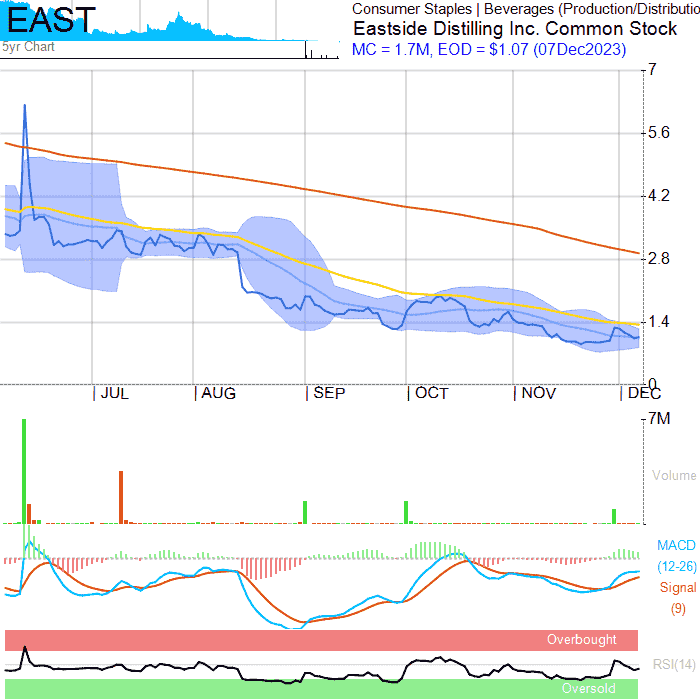 EAST
5yr Chart
Consumer Staples | Beverages (Production/Distributio
Eastside Distilling Inc. Common Stock
MC = 1.7M, EOD = $1.07 (07Dec2023)
7
5.6
4.2
2.8
1.4
0
JUL
AUG
SEP
OCT
NOV
DEC
7M
Volume
MACD
(12-26)
Signal
(9)
Overbought
RSI(14)
Oversold